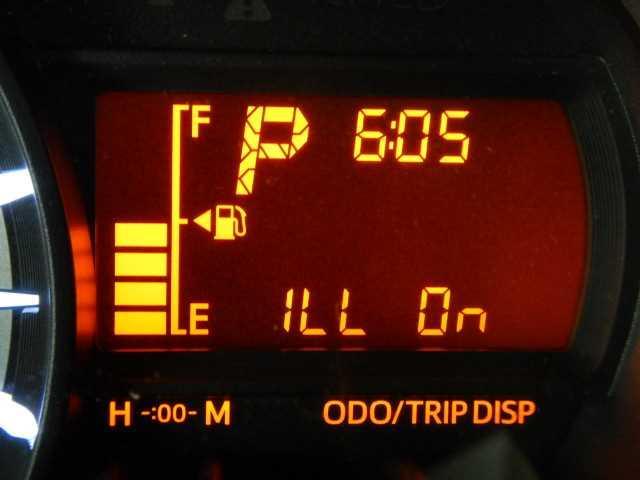 F P 6:05
E ILL On
H -:00- M ODO/TRIP DISP